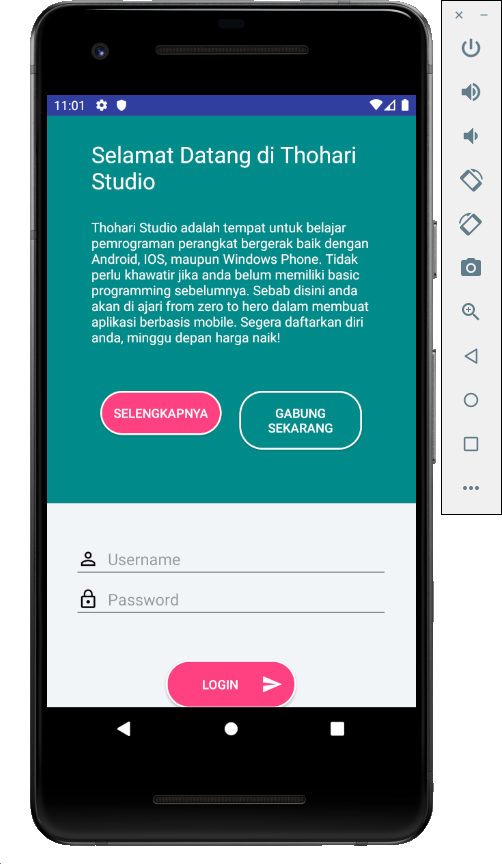 11:01
Selamat Datang di Thohari
Studio
Thohari Studio adalah tempat untuk belajar
pemrograman perangkat bergerak baik dengan
Android, IOS, maupun Windows Phone. Tidak
perlu khawatir jika anda belum memiliki basic
programming sebelumnya. Sebab disini anda
akan di ajari from zero to hero dalam membuat
aplikasi berbasis mobile. Segera daftarkan diri
anda, minggu depan harga naik!
SELENGKAPNYA
GABUNG
SEKARANG
Username
Password
LOGIN